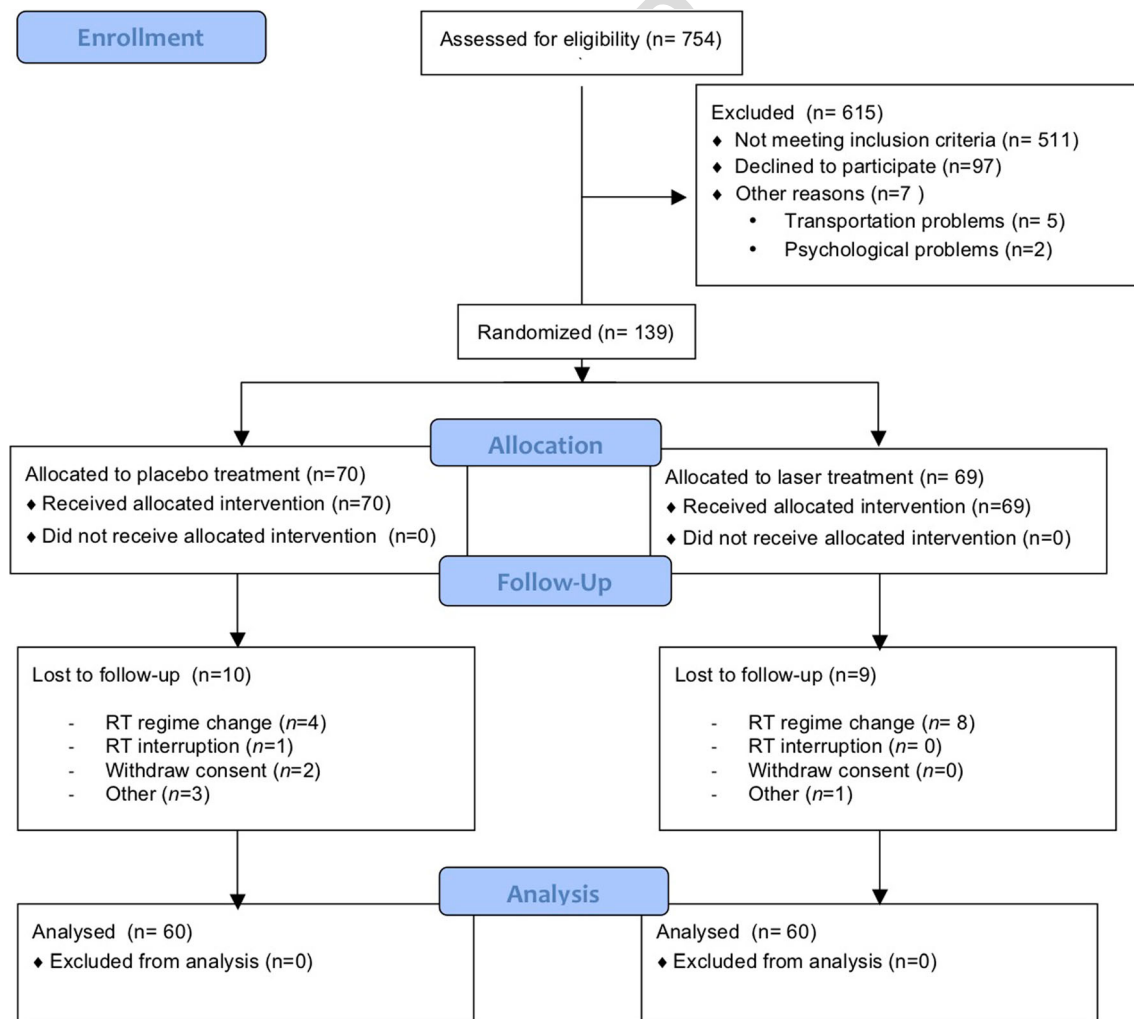 Enrollment
Assessed for eligibility (n= 754)
Excluded (n= 615)
♦ Not meeting inclusion criteria (n= 511)
♦ Declined to participate (n=97)
♦ Other reasons (n=7 )
• Transportation problems (n= 5)
• Psychological problems (n=2)
Randomized (n= 139)
Allocation
Allocated to placebo treatment (n=70)
♦ Received allocated intervention (n=70)
♦ Did not receive allocated intervention (n=0)
Allocated to laser treatment (n= 69)
♦ Received allocated intervention (n=69)
♦ Did not receive allocated intervention (n=0)
Follow-Up
Lost to follow-up (n=10)
- RT regime change (n=4)
- RT interruption (n=1)
- Withdraw consent (n=2)
- Other (n=3)
Lost to follow-up (n=9)
- RT regime change (n= 8)
- RT interruption (n= 0)
- Withdraw consent (n=0)
- Other (n=1)
Analysis
Analysed (n= 60)
♦ Excluded from analysis (n=0)
Analysed (n= 60)
♦ Excluded from analysis (n=0)